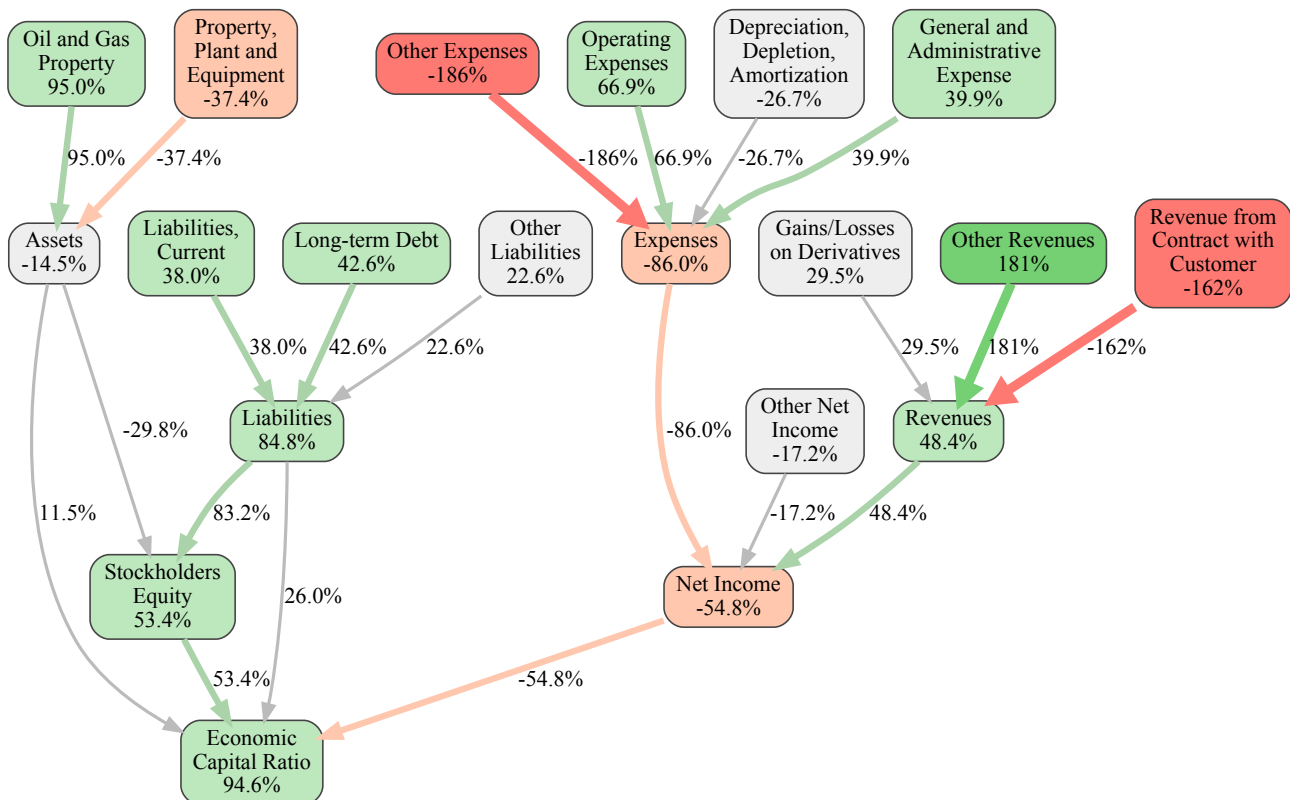 Oil and Gas
Property
95.0%
Property,
Plant and
Equipment
-37.4%
Other Expenses
-186%
Operating
Expenses
66.9%
Depreciation,
Depletion,
Amortization
-26.7%
General and
Administrative
Expense
39.9%
95.0%
-37.4%
-186%
66.9%
-26.7%
39.9%
Assets
-14.5%
Liabilities,
Current
38.0%
Long-term Debt
42.6%
Other
Liabilities
22.6%
Expenses
-86.0%
Gains/Losses
on Derivatives
29.5%
Other Revenues
181%
Revenue from
Contract with
Customer
-162%
38.0%
42.6%
22.6%
29.5%
181%
-162%
Liabilities
84.8%
-29.8%
-86.0%
Other Net
Income
-17.2%
Revenues
48.4%
11.5%
83.2%
-17.2%
48.4%
Stockholders
Equity
53.4%
26.0%
Net Income
-54.8%
53.4%
-54.8%
Economic
Capital Ratio
94.6%